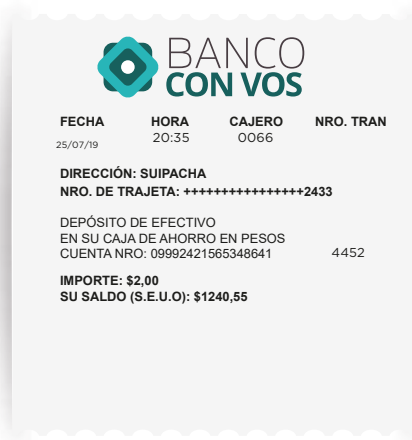 BANCO
CON VOS
FECHA HORA CAJERO NRO. TRAN
25/07/19 20:35 0066
DIRECCIÓN: SUIPACHA
NRO. DE TRAJETA: ++++++++++++++++2433
DEPÓSITO DE EFECTIVO
EN SU CAJA DE AHORRO EN PESOS
CUENTA NRO: 09992421565348641 4452
IMPORTE: $2,00
SU SALDO (S.E.U.O): $1240,55